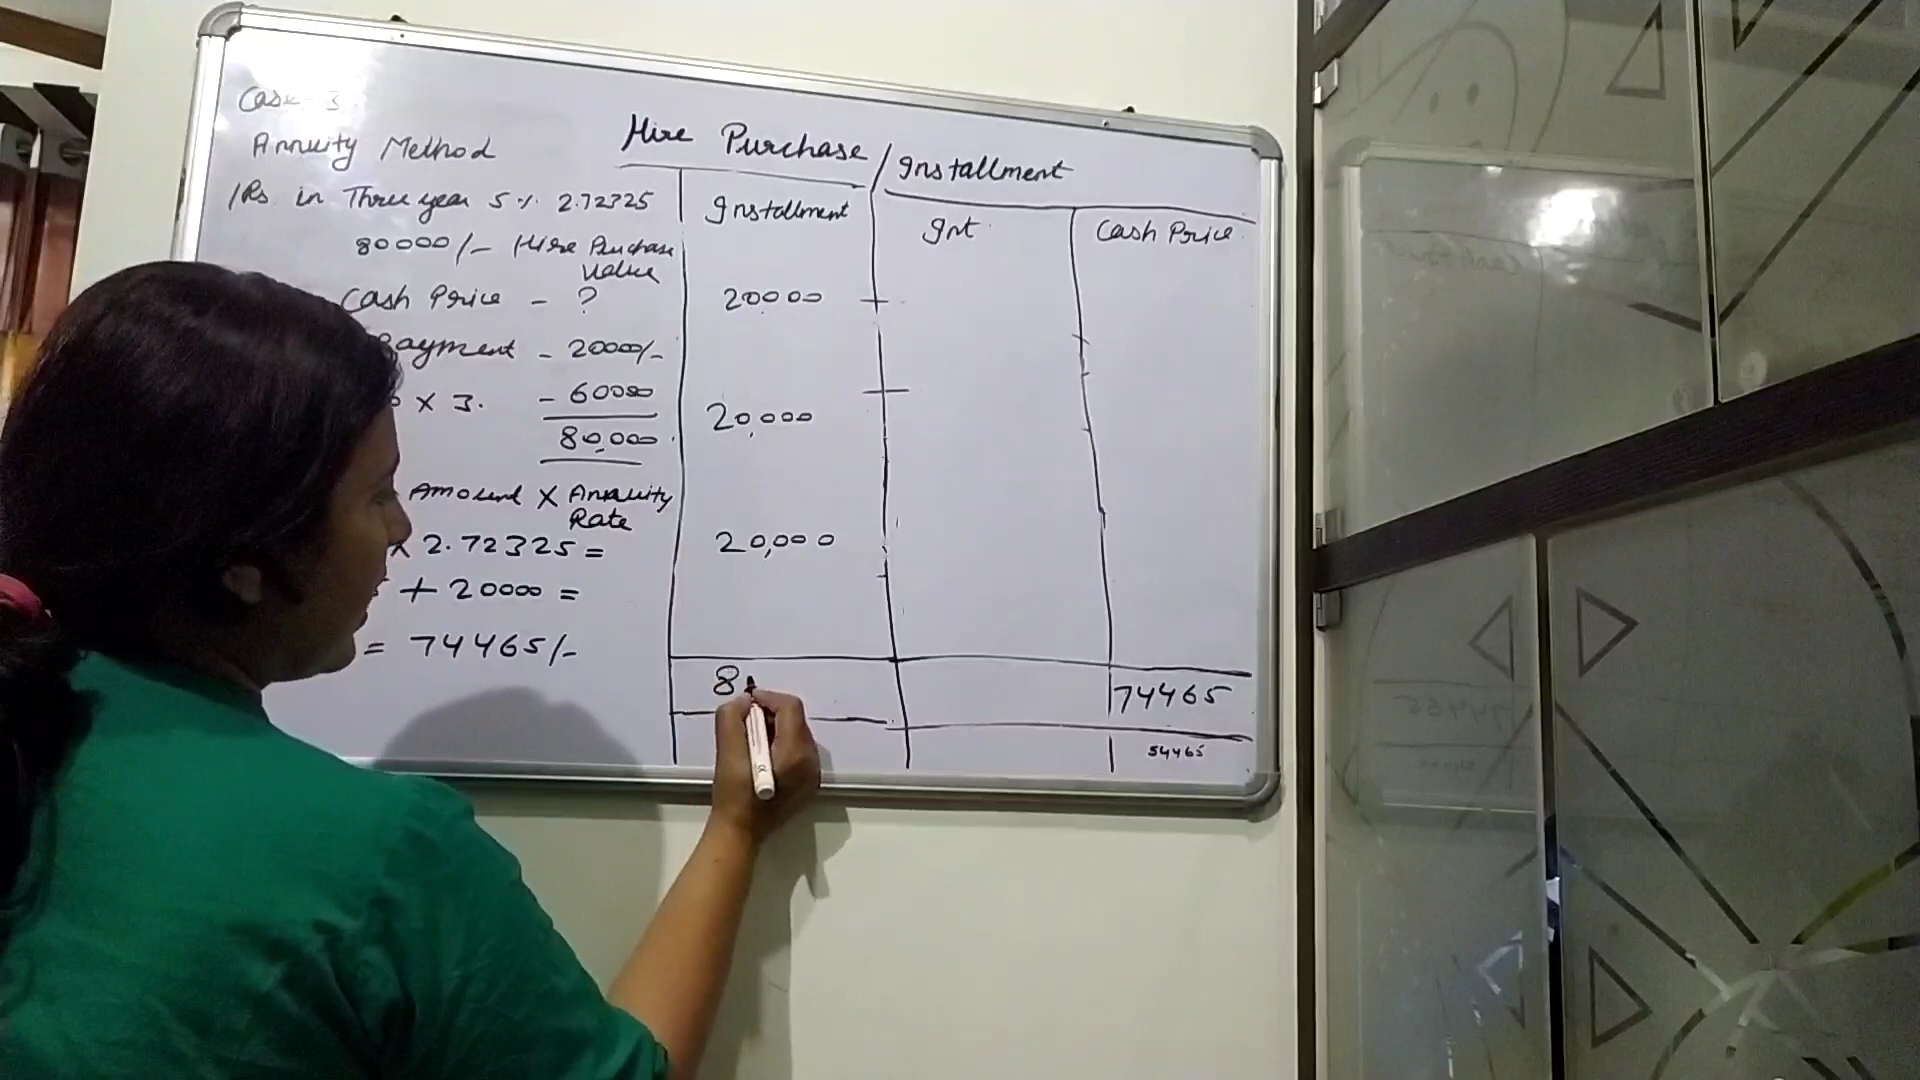 Case - 3
Annuity Method
1Rs in Three year 5 % 2.72325
80000/- Hire Purchase
Value
Cash Price - ?
Payment - 20000/-
x 3. - 60000
80,000
Amount x Annuity
Rate
x 2.72325 =
+ 20000 =
= 74465/-
Hire Purchase / Installment
Installment Int Cash Price
20000
20,000
20,000
8 74465
54465